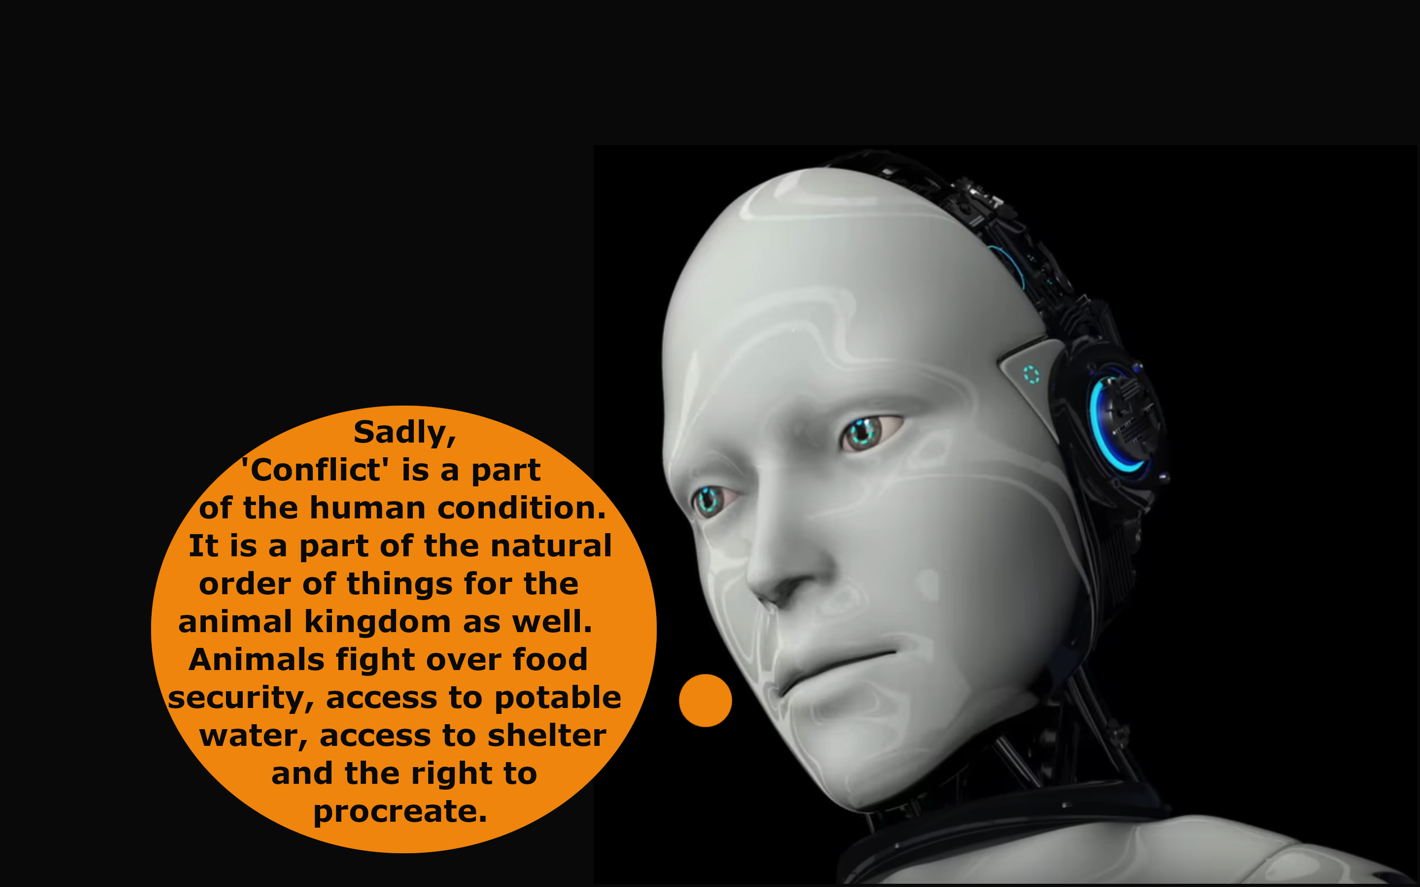 Sadly,
'Conflict' is a part
of the human condition.
It is a part of the natural
order of things for the
animal kingdom as well.
Animals fight over food
security, access to potable
water, access to shelter
and the right to
procreate.